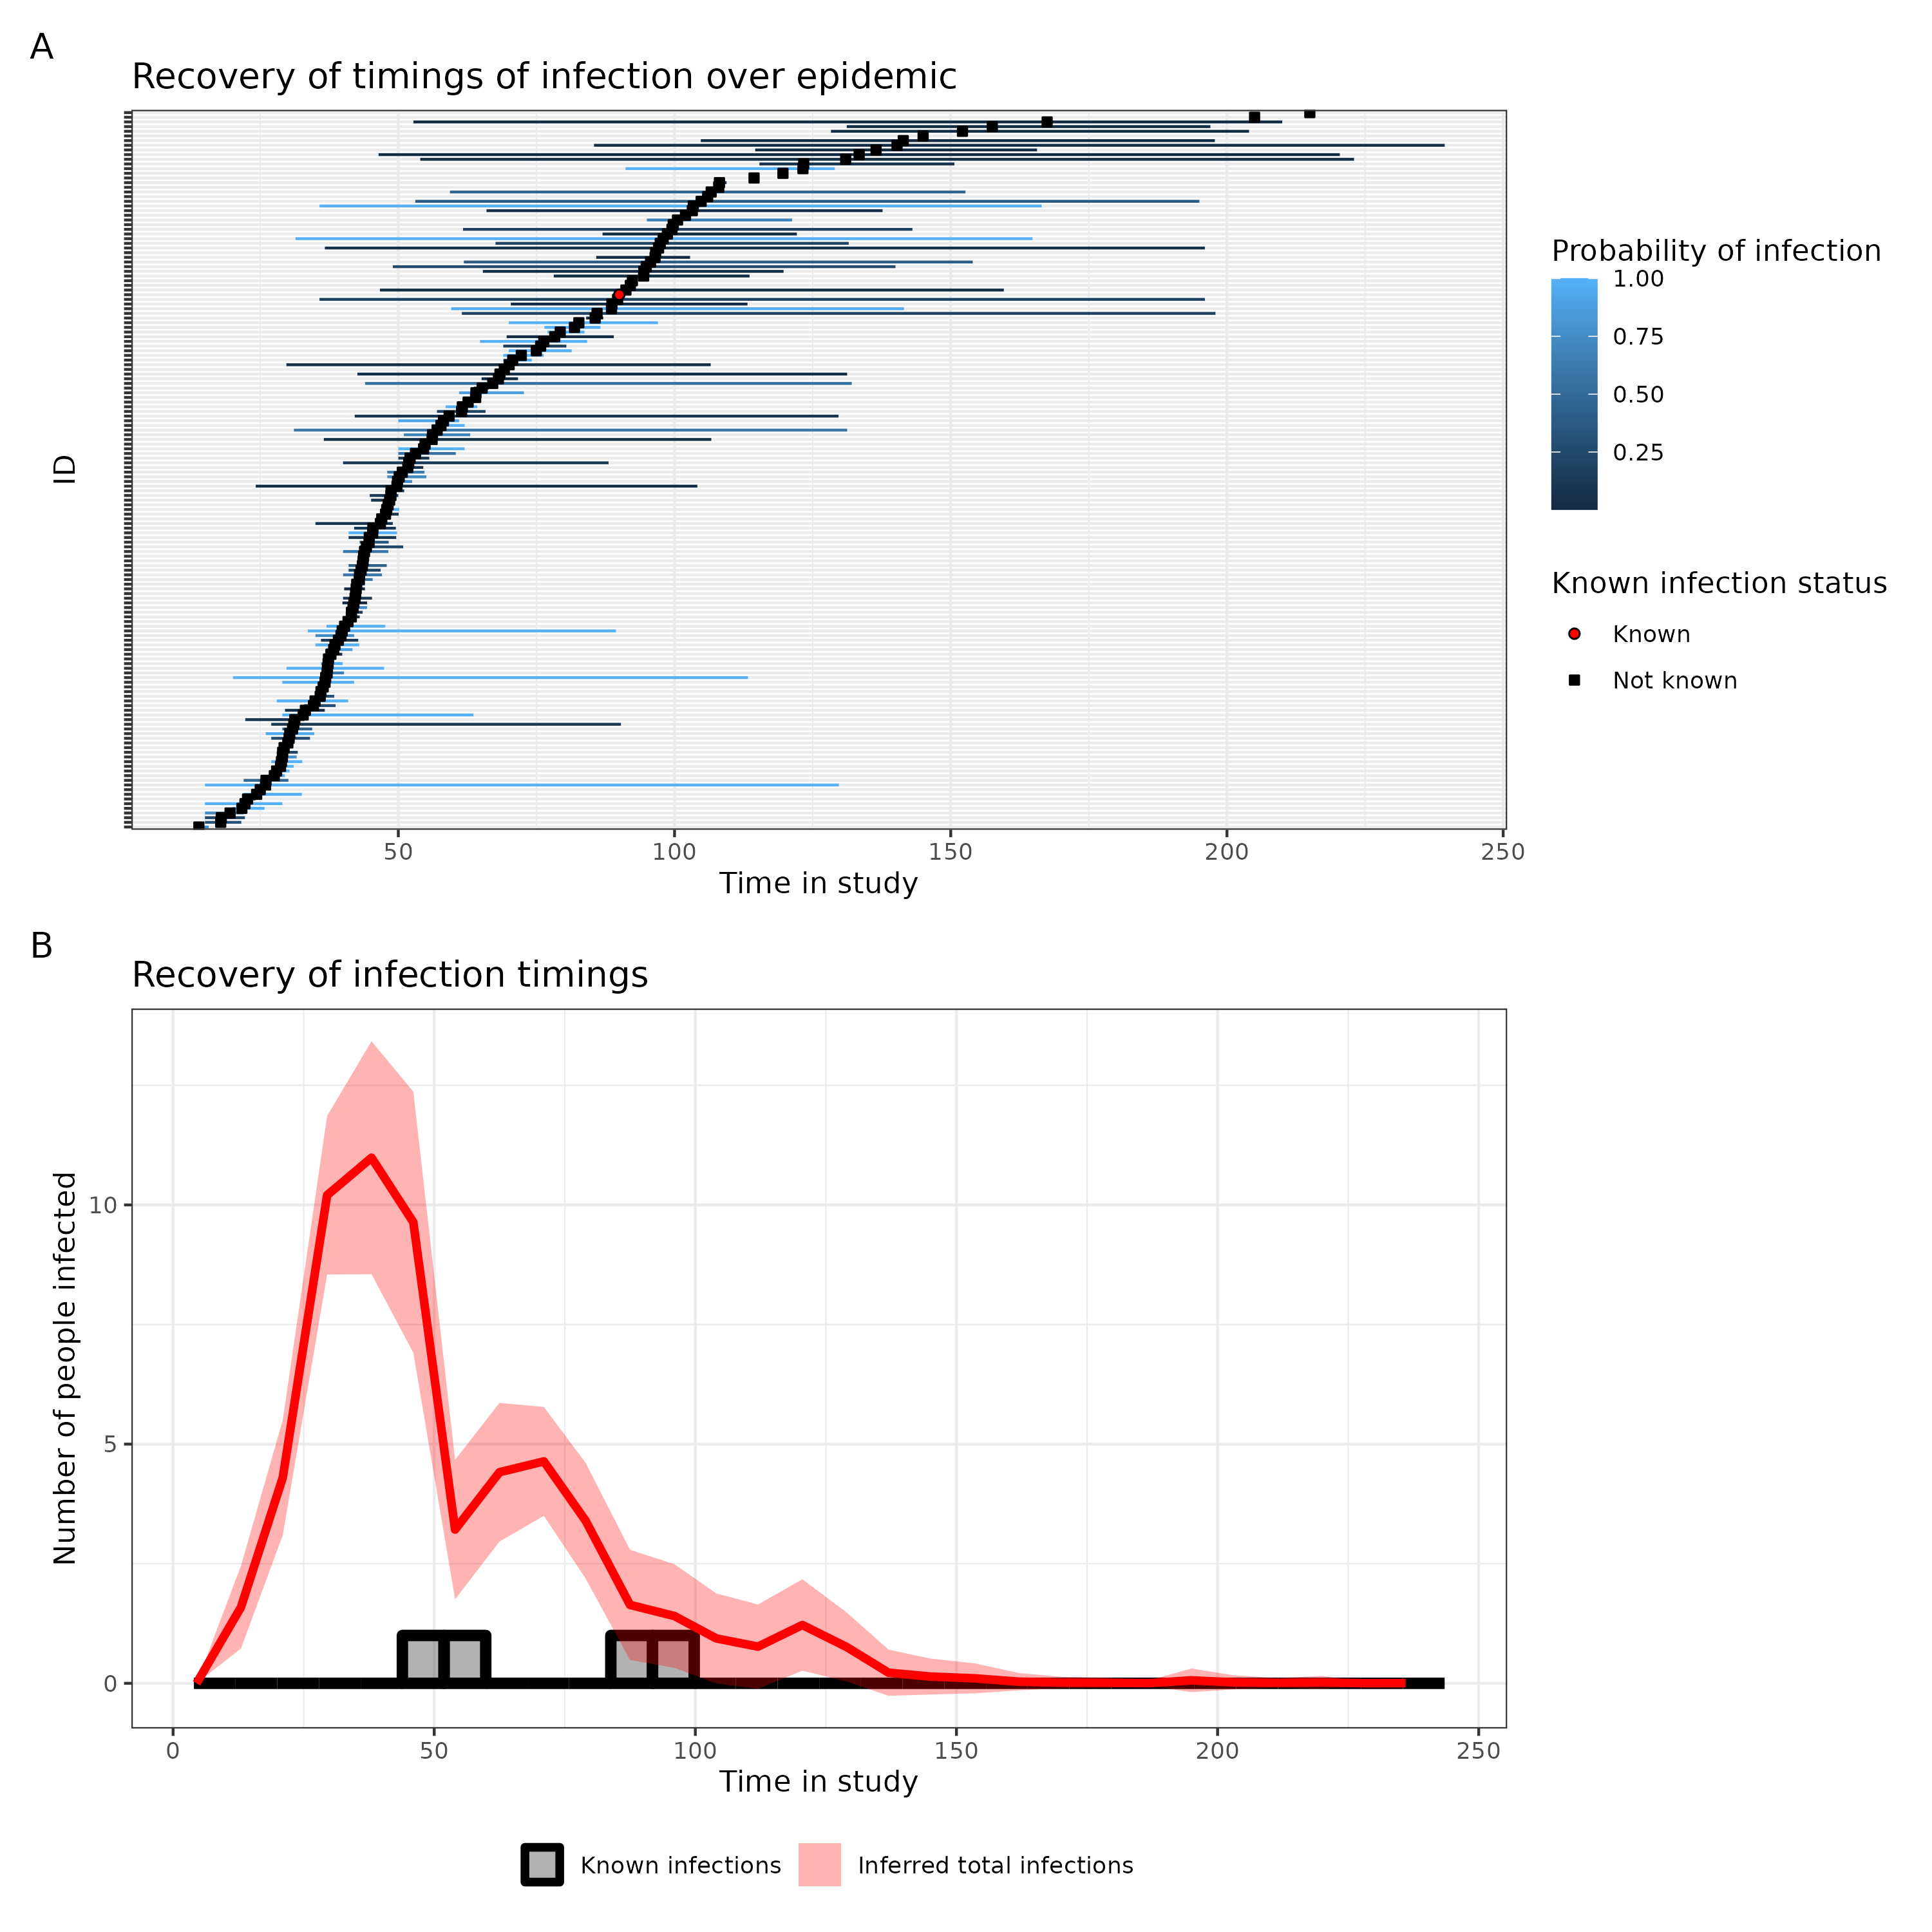 A
Recovery of timings of infection over epidemic
ID
50 100 150 200 250
Time in study
Probability of infection
1.00
0.75
0.50
0.25
Known infection status
Known
Not known
B
Recovery of infection timings
Number of people infected
10
5
0
0 50 100 150 200 250
Time in study
Known infections Inferred total infections